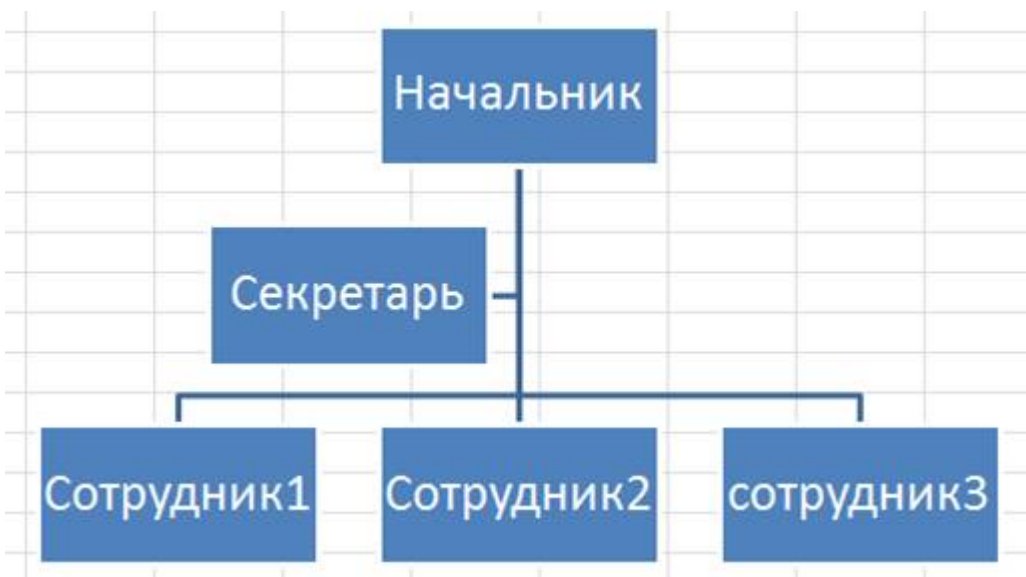 Начальник
Секретарь
Сотрудник1
Сотрудник2
сотрудник3